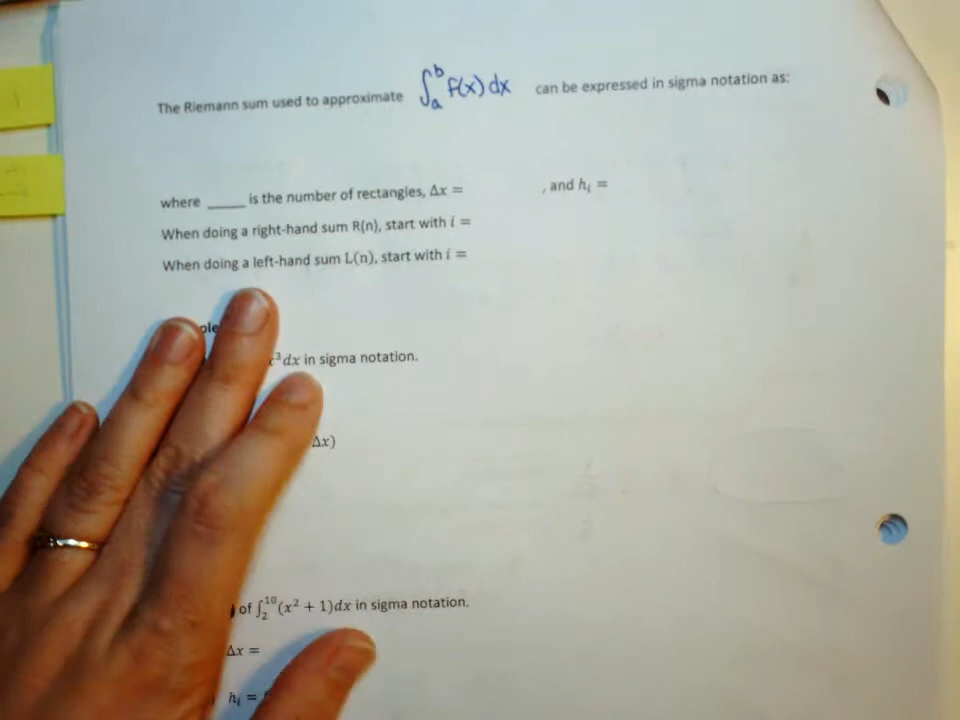 The Riemann sum used to approximate ∫ₐᵇ f(x) dx can be expressed in sigma notation as:
where ____ is the number of rectangles, Δx = , and hᵢ =
When doing a right-hand sum R(n), start with i =
When doing a left-hand sum L(n), start with i =
x³dx in sigma notation.
Δx)
of ∫₂¹⁰(x² + 1)dx in sigma notation.
Δx =
hᵢ =